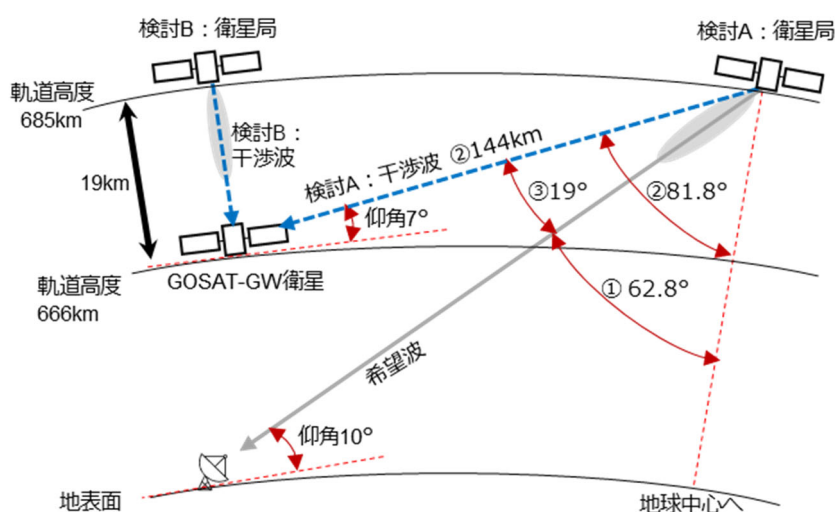 検討B：衛星局
検討A：衛星局
軌道高度
685km
検討B：
干渉波
検討A：干渉波 ②144km
19km
③19°
②81.8°
仰角7°
GOSAT-GW衛星
軌道高度
666km
① 62.8°
希望波
仰角10°
地表面
地球中心へ